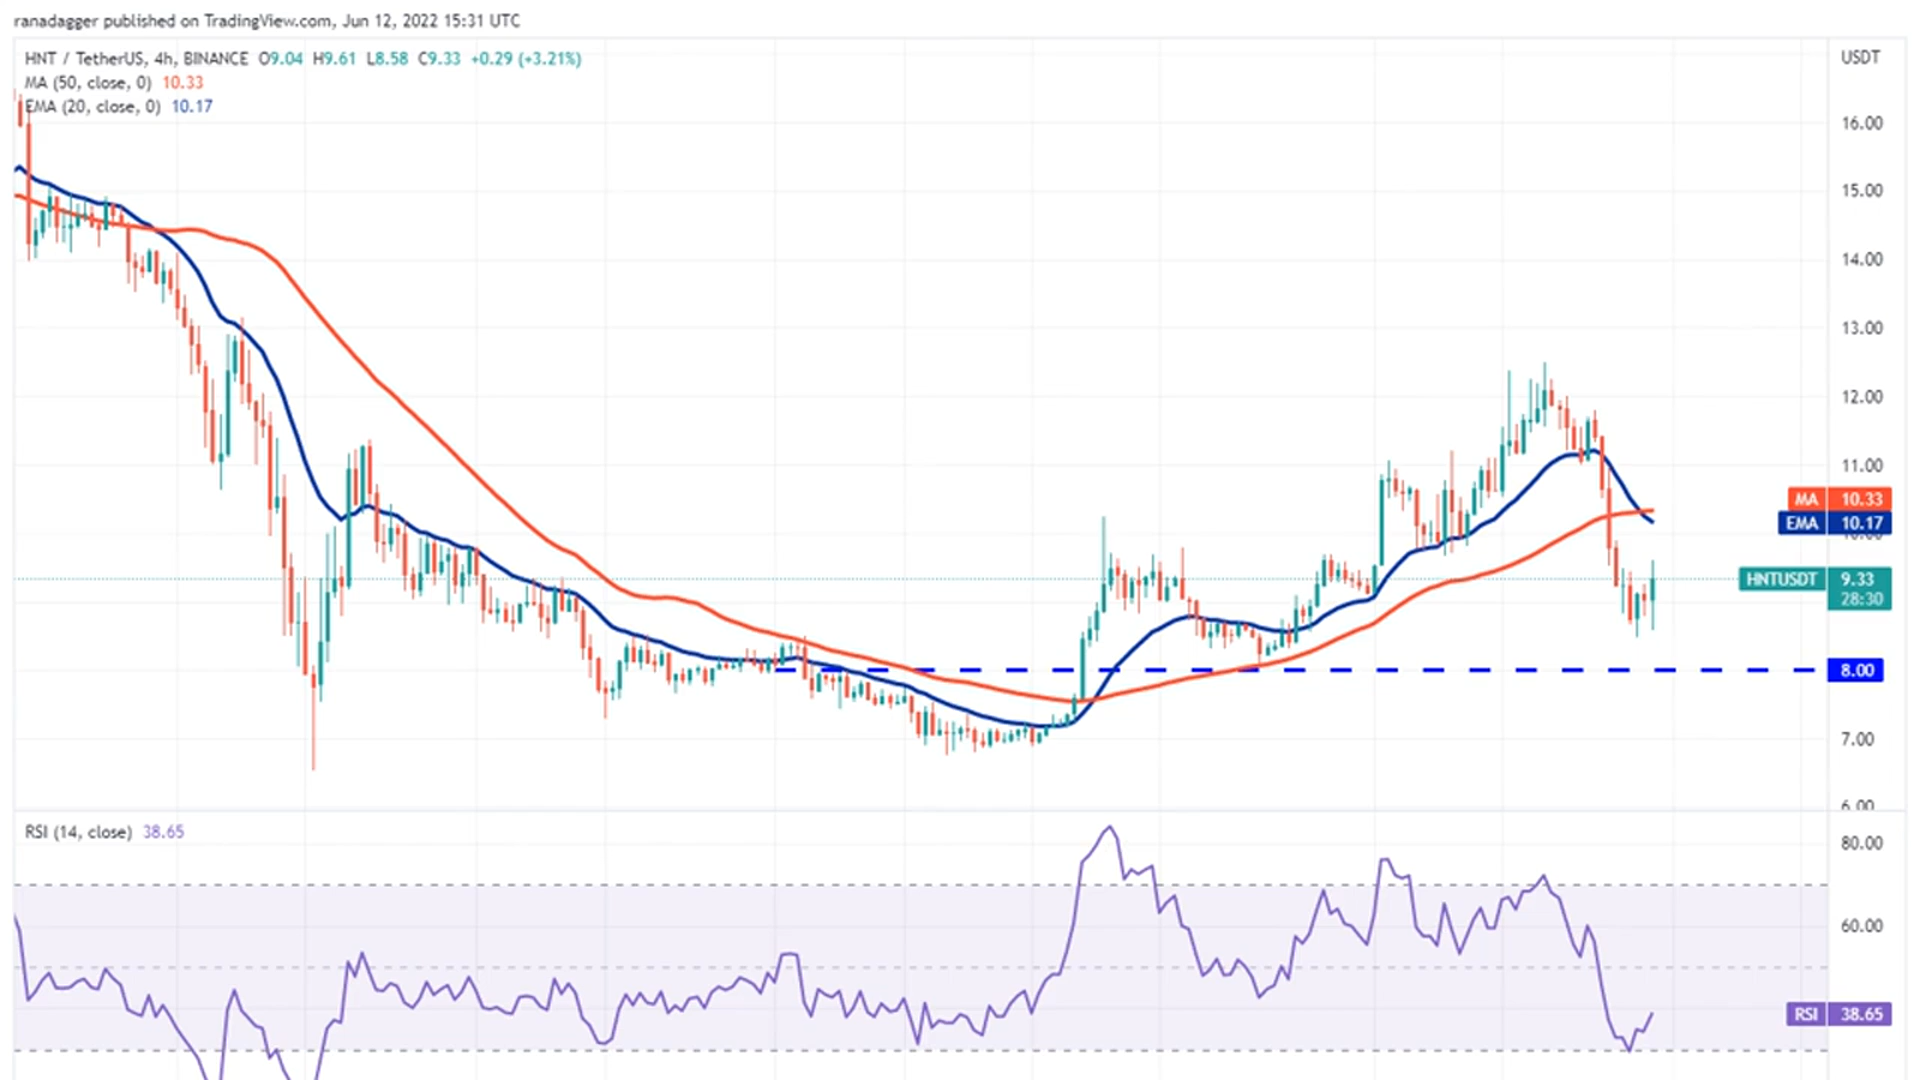 ranadagger published on TradingView.com, Jun 12, 2022 15:31 UTC
HNT / TetherUS, 4h, BINANCE O9.04 H9.61 L8.58 C9.33 +0.29 (+3.21%)
USDT
MA (50, close, 0) 10.33
EMA (20, close, 0) 10.17
16.00
15.00
14.00
13.00
12.00
11.00
MA 10.33
EMA 10.17
10.00
HNTUSDT 9.33
28:30
8.00
7.00
6.00
RSI (14, close) 38.65
80.00
60.00
RSI 38.65